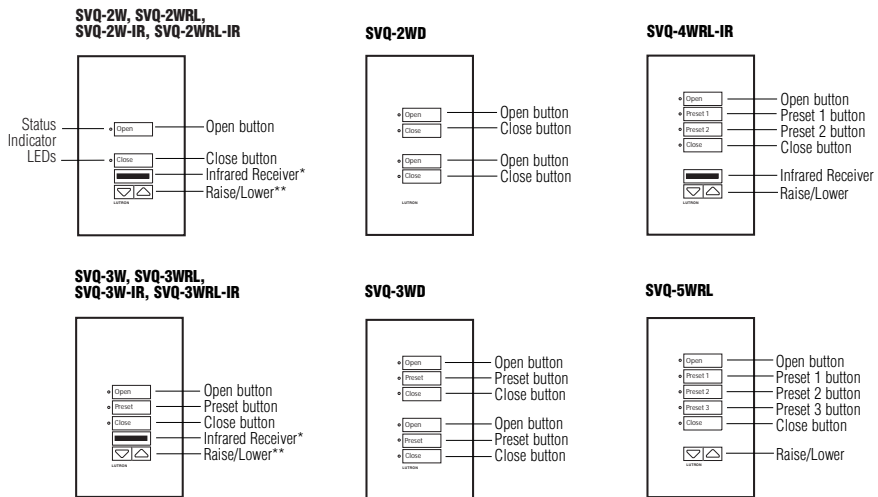 SVQ-2W, SVQ-2WRL,
SVQ-2W-IR, SVQ-2WRL-IR
Status
Indicator
LEDs
Open
Close
LUTRON
Open button
Close button
Infrared Receiver*
Raise/Lower**
SVQ-2WD
Open
Close
Open
Close
LUTRON
Open button
Close button
Open button
Close button
SVQ-4WRL-IR
Open
Preset 1
Preset 2
Close
LUTRON
Open button
Preset 1 button
Preset 2 button
Close button
Infrared Receiver
Raise/Lower
SVQ-3W, SVQ-3WRL,
SVQ-3W-IR, SVQ-3WRL-IR
Open
Preset
Close
LUTRON
Open button
Preset button
Close button
Infrared Receiver*
Raise/Lower**
SVQ-3WD
Open
Preset
Close
Open
Preset
Close
LUTRON
Open button
Preset button
Close button
Open button
Preset button
Close button
SVQ-5WRL
Open
Preset 1
Preset 2
Preset 3
Close
LUTRON
Open button
Preset 1 button
Preset 2 button
Preset 3 button
Close button
Raise/Lower